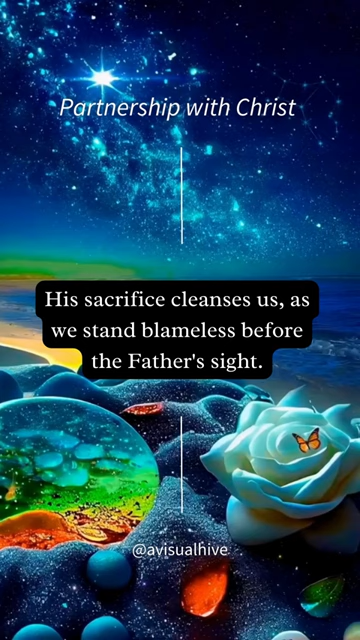 Partnership with Christ
His sacrifice cleanses us, as
we stand blameless before
the Father's sight.
@avisualhive